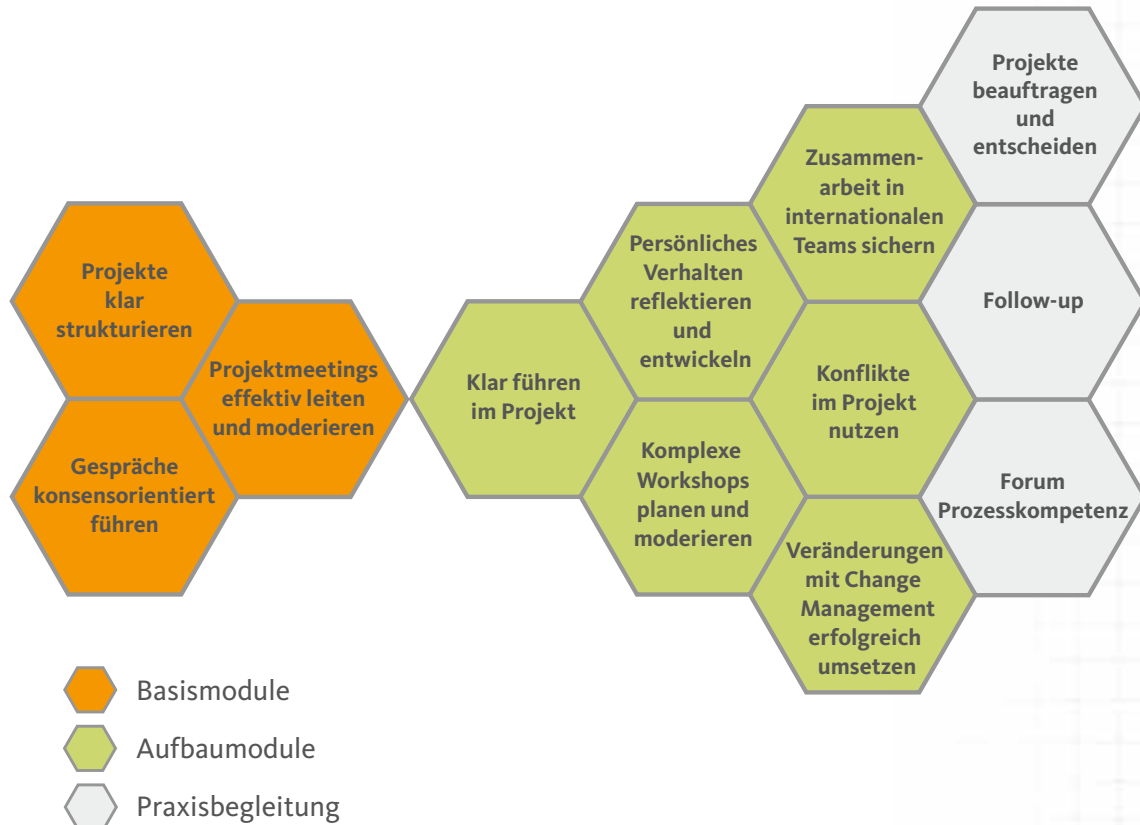 Projekte
klar
strukturieren
Gespräche
konsensorientiert
führen
Projektmeetings
effektiv leiten
und moderieren
Klar führen
im Projekt
Persönliches
Verhalten
reflektieren
und
entwickeln
Komplexe
Workshops
planen und
moderieren
Zusammen-
arbeit in
internationalen
Teams sichern
Konflikte
im Projekt
nutzen
Veränderungen
mit Change
Management
erfolgreich
umsetzen
Projekte
beauftragen
und
entscheiden
Follow-up
Forum
Prozesskompetenz
Basismodule
Aufbaumodule
Praxisbegleitung